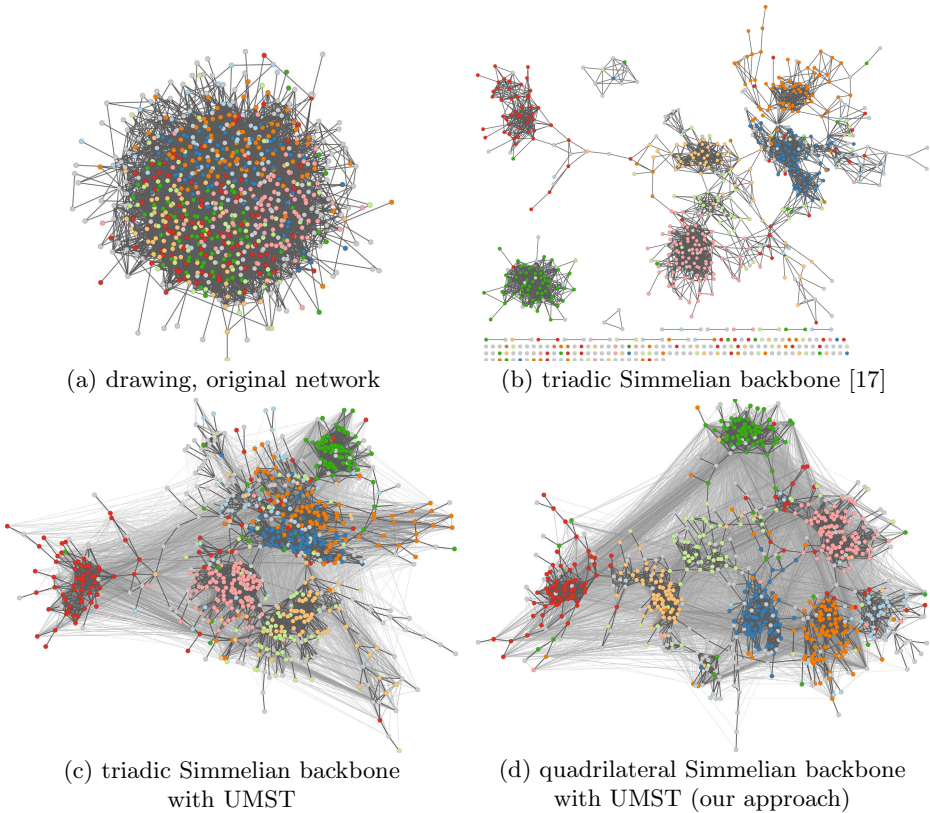 (a) drawing, original network
(b) triadic Simmelian backbone [17]
(c) triadic Simmelian backbone
with UMST
(d) quadrilateral Simmelian backbone
with UMST (our approach)